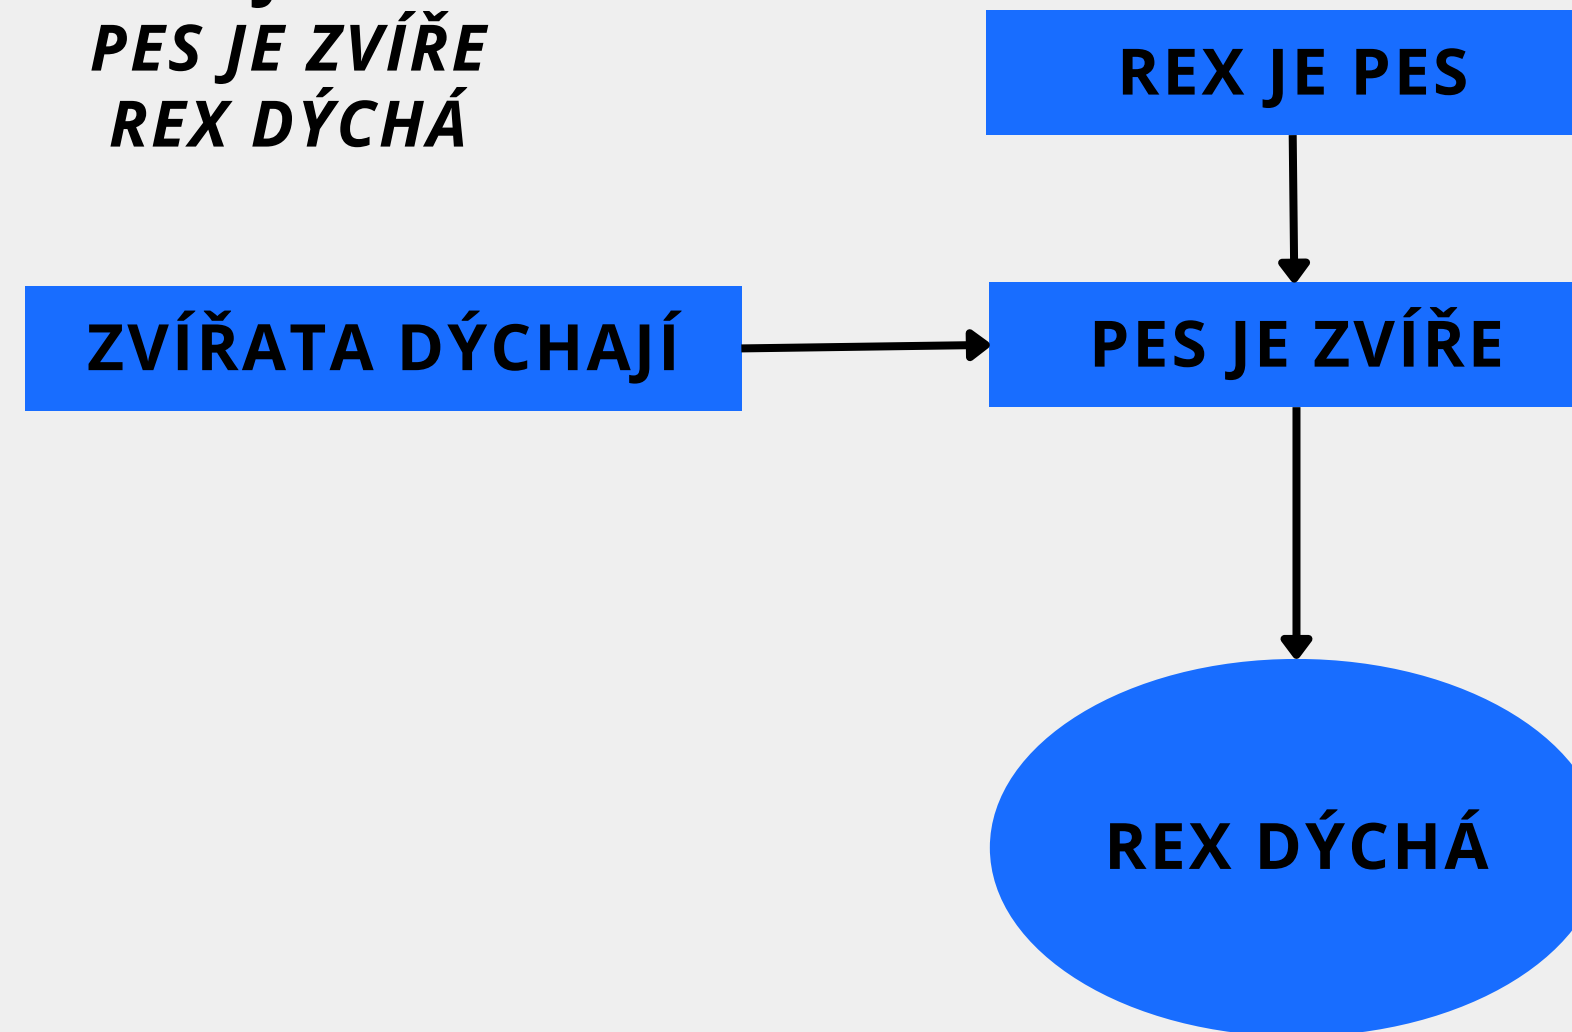 PES JE ZVÍŘE
REX DÝCHÁ
REX JE PES
ZVÍŘATA DÝCHAJÍ
PES JE ZVÍŘE
REX DÝCHÁ